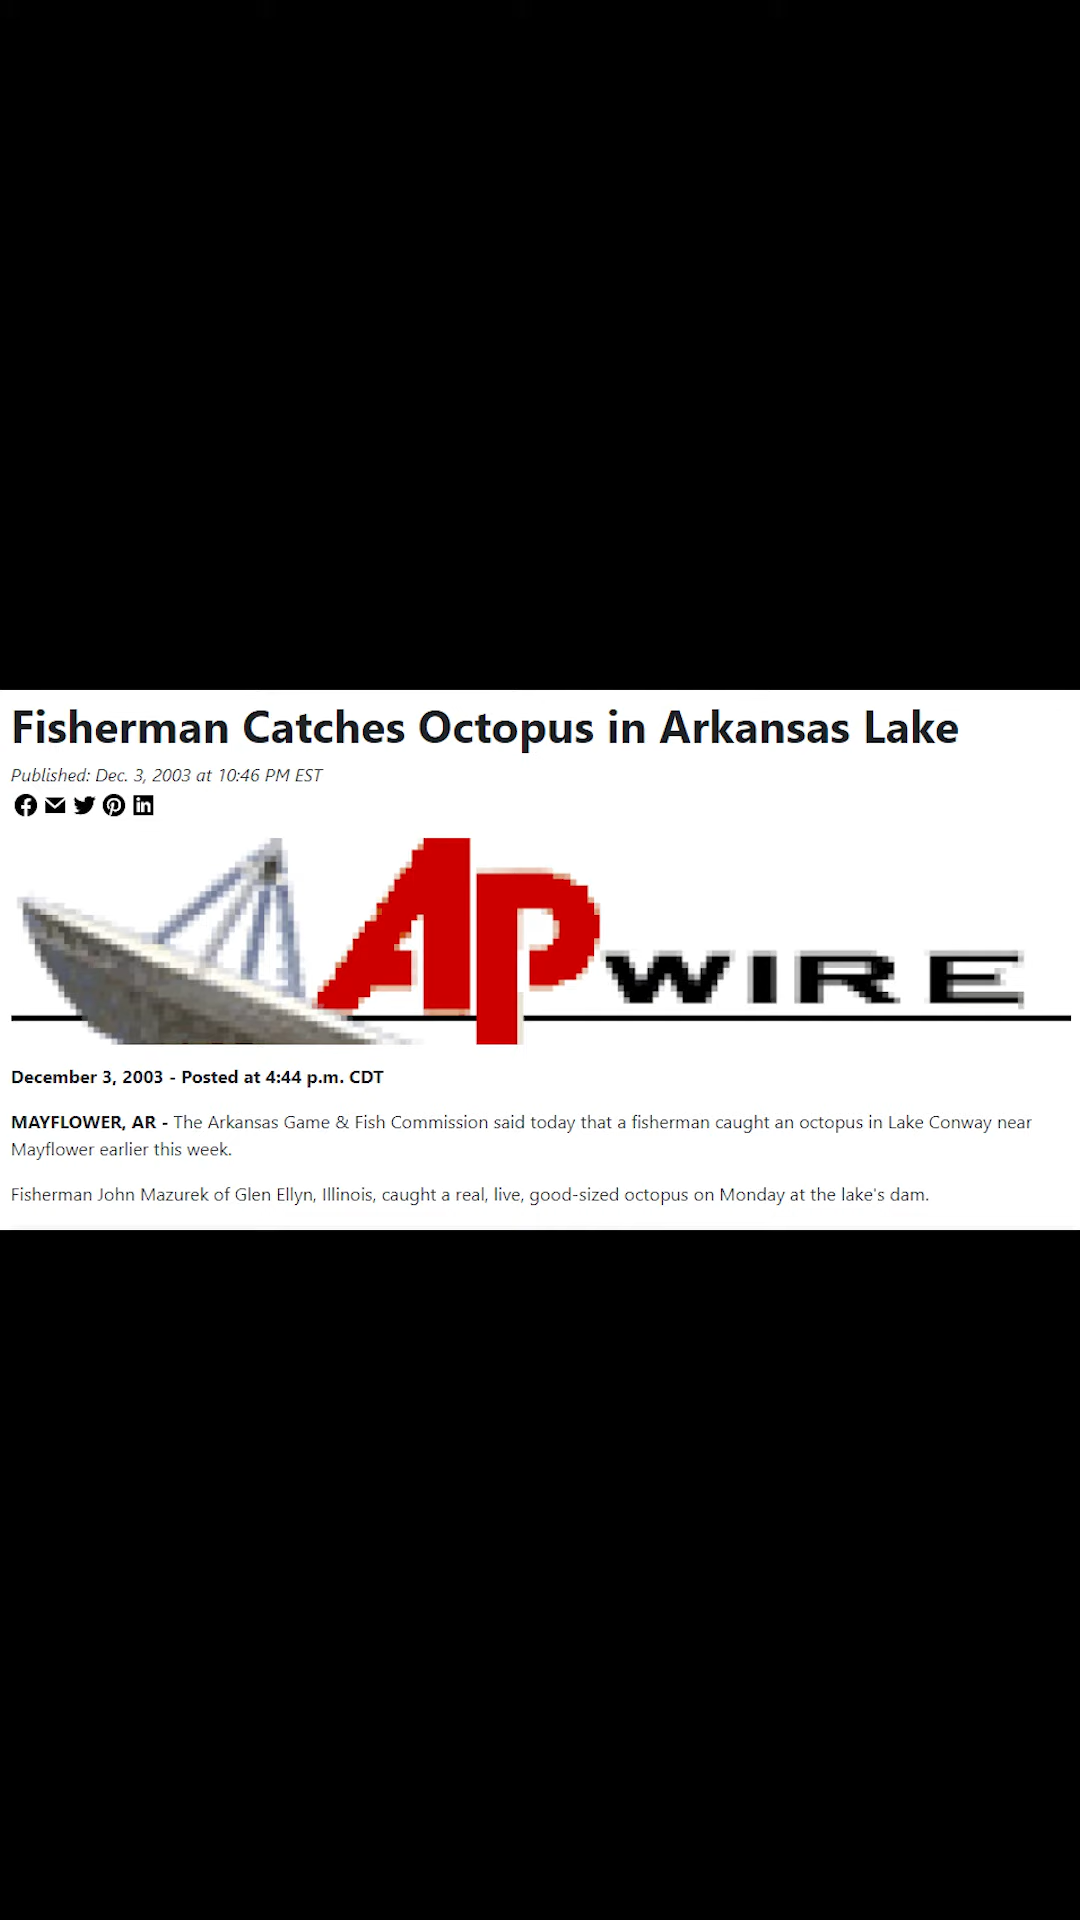 Fisherman Catches Octopus in Arkansas Lake
Published: Dec. 3, 2003 at 10:46 PM EST
AP WIRE
December 3, 2003 - Posted at 4:44 p.m. CDT
MAYFLOWER, AR - The Arkansas Game & Fish Commission said today that a fisherman caught an octopus in Lake Conway near
Mayflower earlier this week.
Fisherman John Mazurek of Glen Ellyn, Illinois, caught a real, live, good-sized octopus on Monday at the lake's dam.